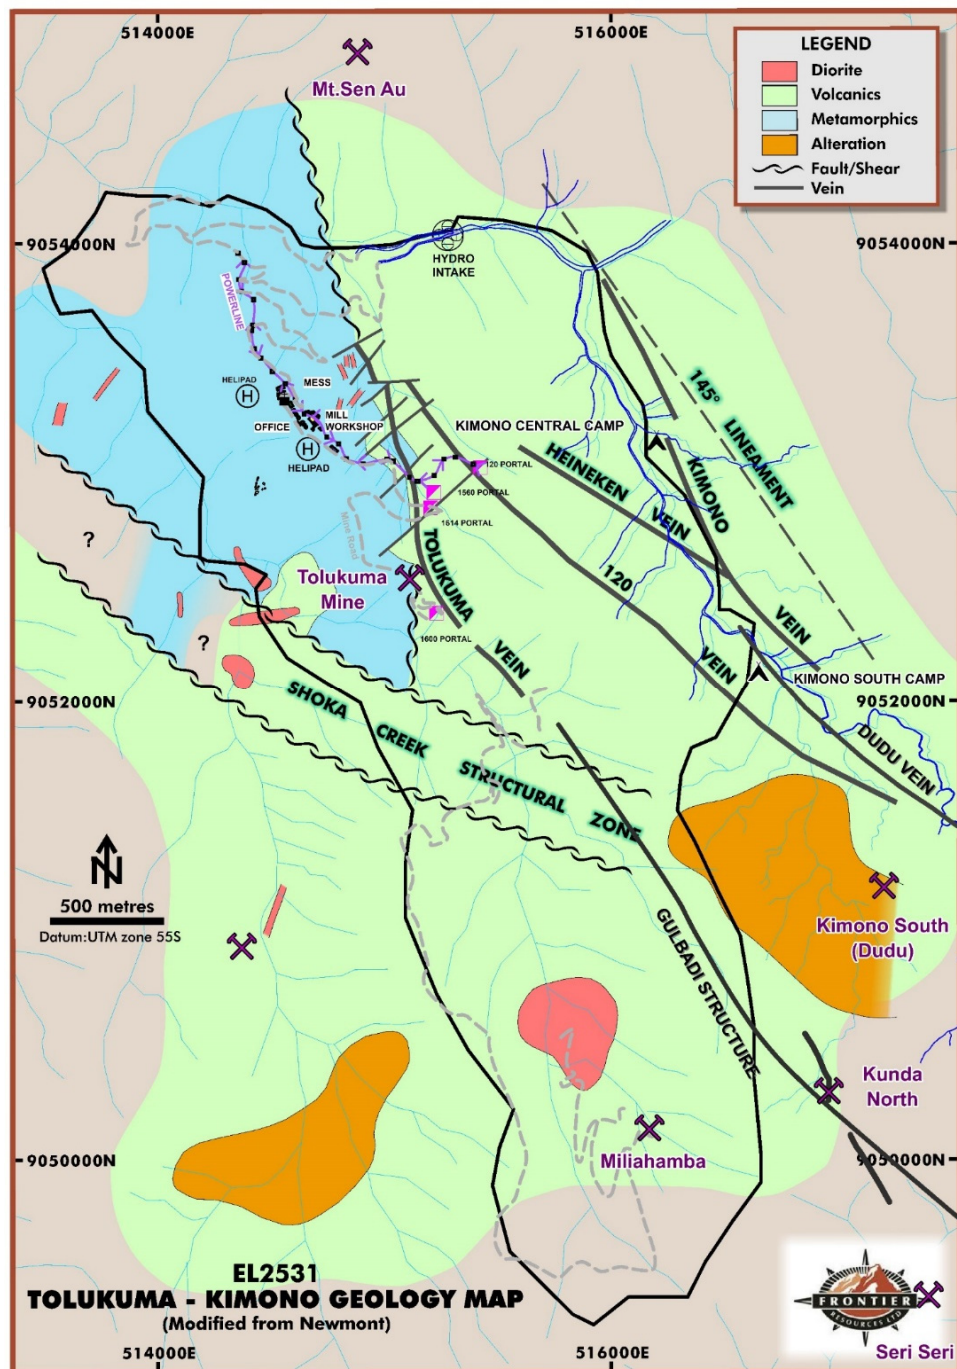 514000E
516000E
LEGEND
Diorite
Volcanics
Metamorphics
Alteration
Fault/Shear
Vein
Mt.Sen Au
9054000N
9054000N
HYDRO
INTAKE
POWERLINE
HELIPAD
H
MESS
OFFICE
MILL
WORKSHOP
H
HELIPAD
KIMONO CENTRAL CAMP
145° LINEAMENT
120 PORTAL
1560 PORTAL
1514 PORTAL
HEINEKEN
VEIN
KIMONO
VEIN
Mine Road
?
Tolukuma
Mine
TOLUKUMA
VEIN
120
VEIN
1600 PORTAL
?
KIMONO SOUTH CAMP
9052000N
9052000N
SHOKA CREEK STRUCTURAL ZONE
DUDU VEIN
N
500 metres
Datum:UTM zone 55S
Kimono South
(Dudu)
GULBADI STRUCTURE
Kunda
North
Miliahamba
9050000N
9050000N
EL2531
TOLUKUMA - KIMONO GEOLOGY MAP
(Modified from Newmont)
FRONTIER
RESOURCES LTD
Seri Seri
514000E
516000E